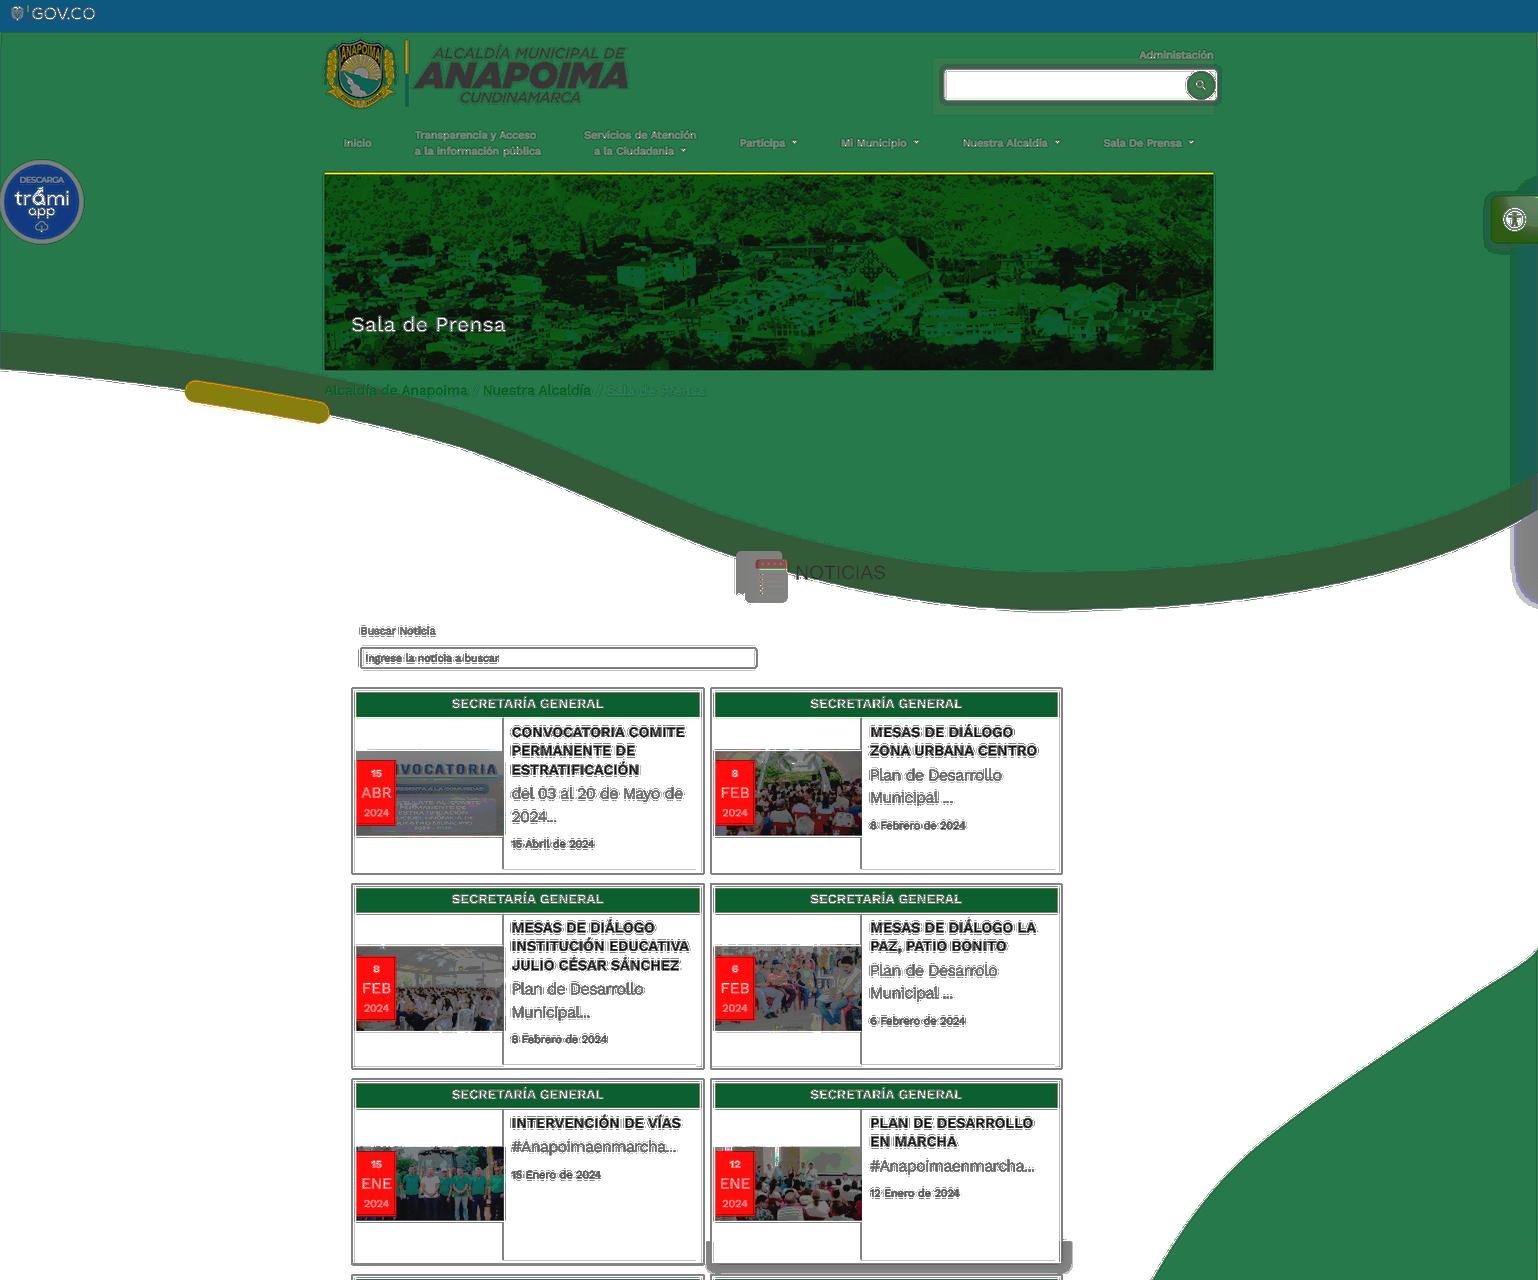 GOV.CO
ANAPOIMA
ALCALDÍA MUNICIPAL DE
ANAPOIMA
CUNDINAMARCA
Administación
Inicio
Transparencia y Acceso
a la información pública
Servicios de Atención
a la Ciudadania
Participa
Mi Municipio
Nuestra Alcaldía
Sala De Prensa
DESCARGA
trámi
app
Sala de Prensa
Alcaldía de Anapoima / Nuestra Alcaldía / Sala de Prensa
NOTICIAS
Buscar Noticia
Ingrese la noticia a buscar
SECRETARÍA GENERAL
15
ABR
2024
CONVOCATORIA COMITE
PERMANENTE DE
ESTRATIFICACIÓN
del 03 al 20 de Mayo de
2024...
15 Abril de 2024
SECRETARÍA GENERAL
8
FEB
2024
MESAS DE DIÁLOGO
ZONA URBANA CENTRO
Plan de Desarrollo
Municipal ...
8 Febrero de 2024
SECRETARÍA GENERAL
8
FEB
2024
MESAS DE DIÁLOGO
INSTITUCIÓN EDUCATIVA
JULIO CÉSAR SÁNCHEZ
Plan de Desarrollo
Municipal...
8 Febrero de 2024
SECRETARÍA GENERAL
6
FEB
2024
MESAS DE DIÁLOGO LA
PAZ, PATIO BONITO
Plan de Desarrolo
Municipal ...
6 Febrero de 2024
SECRETARÍA GENERAL
15
ENE
2024
INTERVENCIÓN DE VÍAS
#Anapoimaenmarcha...
15 Enero de 2024
SECRETARÍA GENERAL
12
ENE
2024
PLAN DE DESARROLLO
EN MARCHA
#Anapoimaenmarcha...
12 Enero de 2024